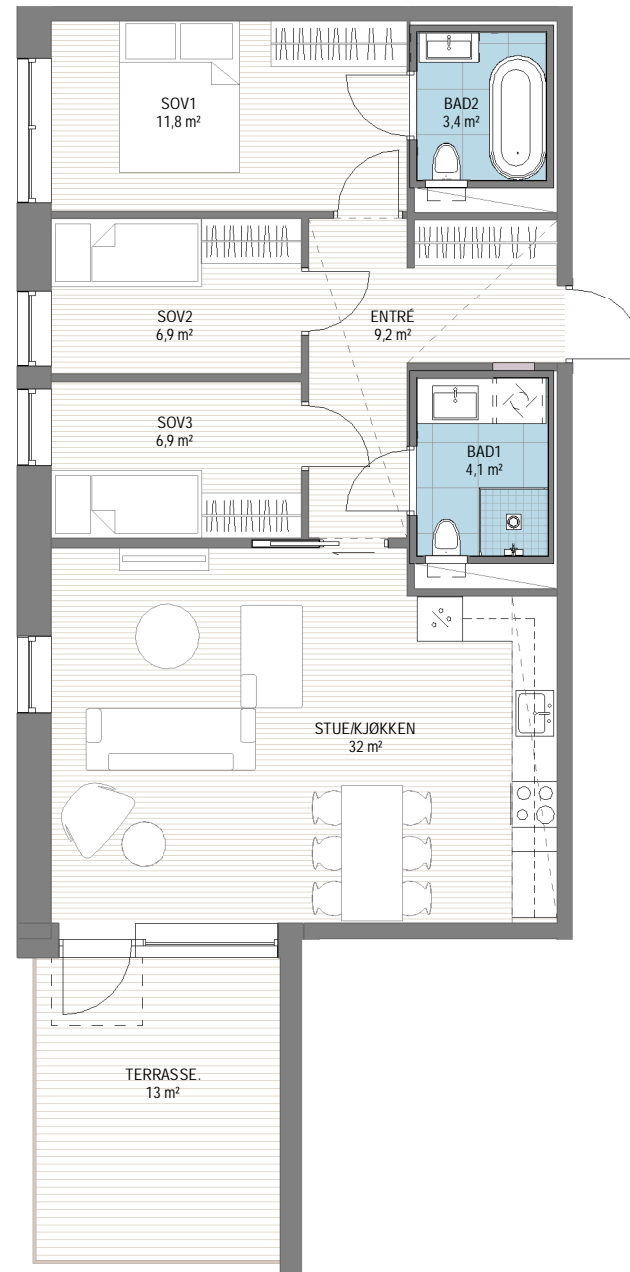 SOV1
11,8 m²
BAD2
3,4 m²
SOV2
6,9 m²
ENTRÉ
9,2 m²
SOV3
6,9 m²
BAD1
4,1 m²
STUE/KJØKKEN
32 m²
TERRASSE.
13 m²